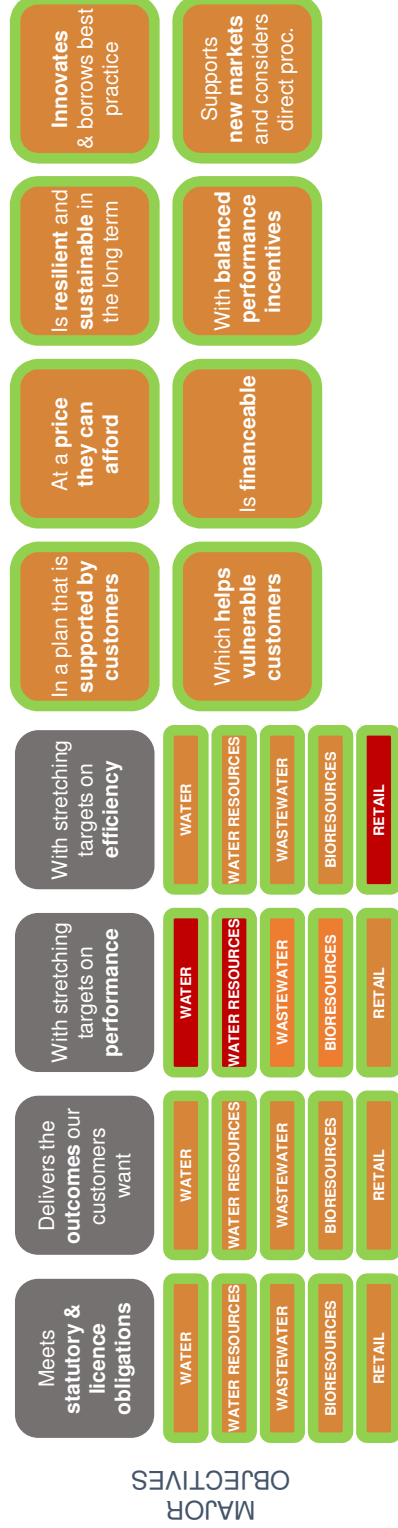 MAJOR
OBJECTIVES
Meets
statutory &
licence
obligations
WATER
WATER RESOURCES
WASTEWATER
BIORESOURCES
RETAIL
Delivers the
outcomes our
customers
want
WATER
WATER RESOURCES
WASTEWATER
BIORESOURCES
RETAIL
With stretching
targets on
performance
WATER
WATER RESOURCES
WASTEWATER
BIORESOURCES
RETAIL
With stretching
targets on
efficiency
WATER
WATER RESOURCES
WASTEWATER
BIORESOURCES
RETAIL
In a plan that is
supported by
customers
At a price
they can
afford
Is resilient and
sustainable in
the long term
Innovates
& borrows best
practice
Which helps
vulnerable
customers
Is financeable
With balanced
performance
incentives
Supports
new markets
and considers
direct proc.